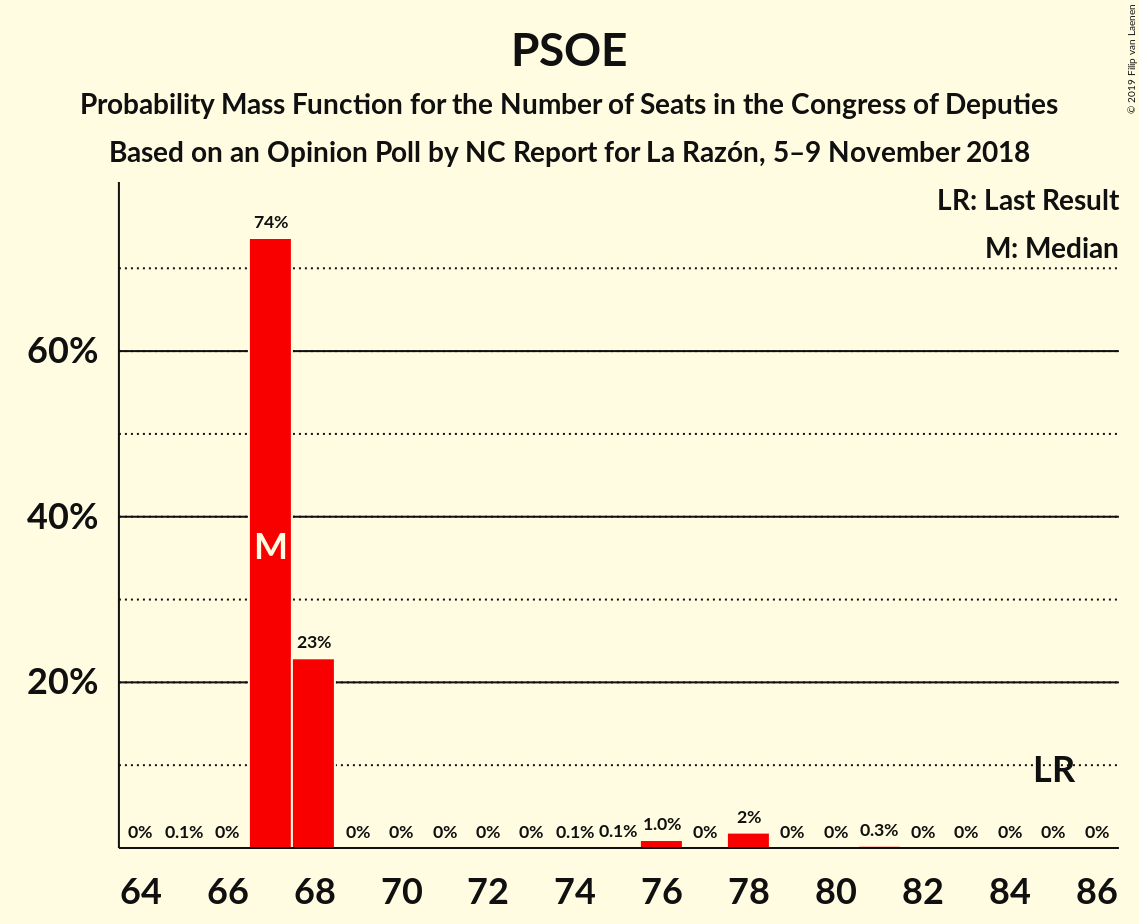 PSOE
Probability Mass Function for the Number of Seats in the Congress of Deputies
Based on an Opinion Poll by NC Report for La Razón, 5–9 November 2018
© 2019 Filip van Laenen
LR: Last Result
M: Median
74%
60%
40%
M
23%
20%
LR
0% 0.1% 0% 0% 0% 0% 0% 0% 0.1% 0.1% 1.0% 0% 2% 0% 0% 0.3% 0% 0% 0% 0% 0%
64 66 68 70 72 74 76 78 80 82 84 86